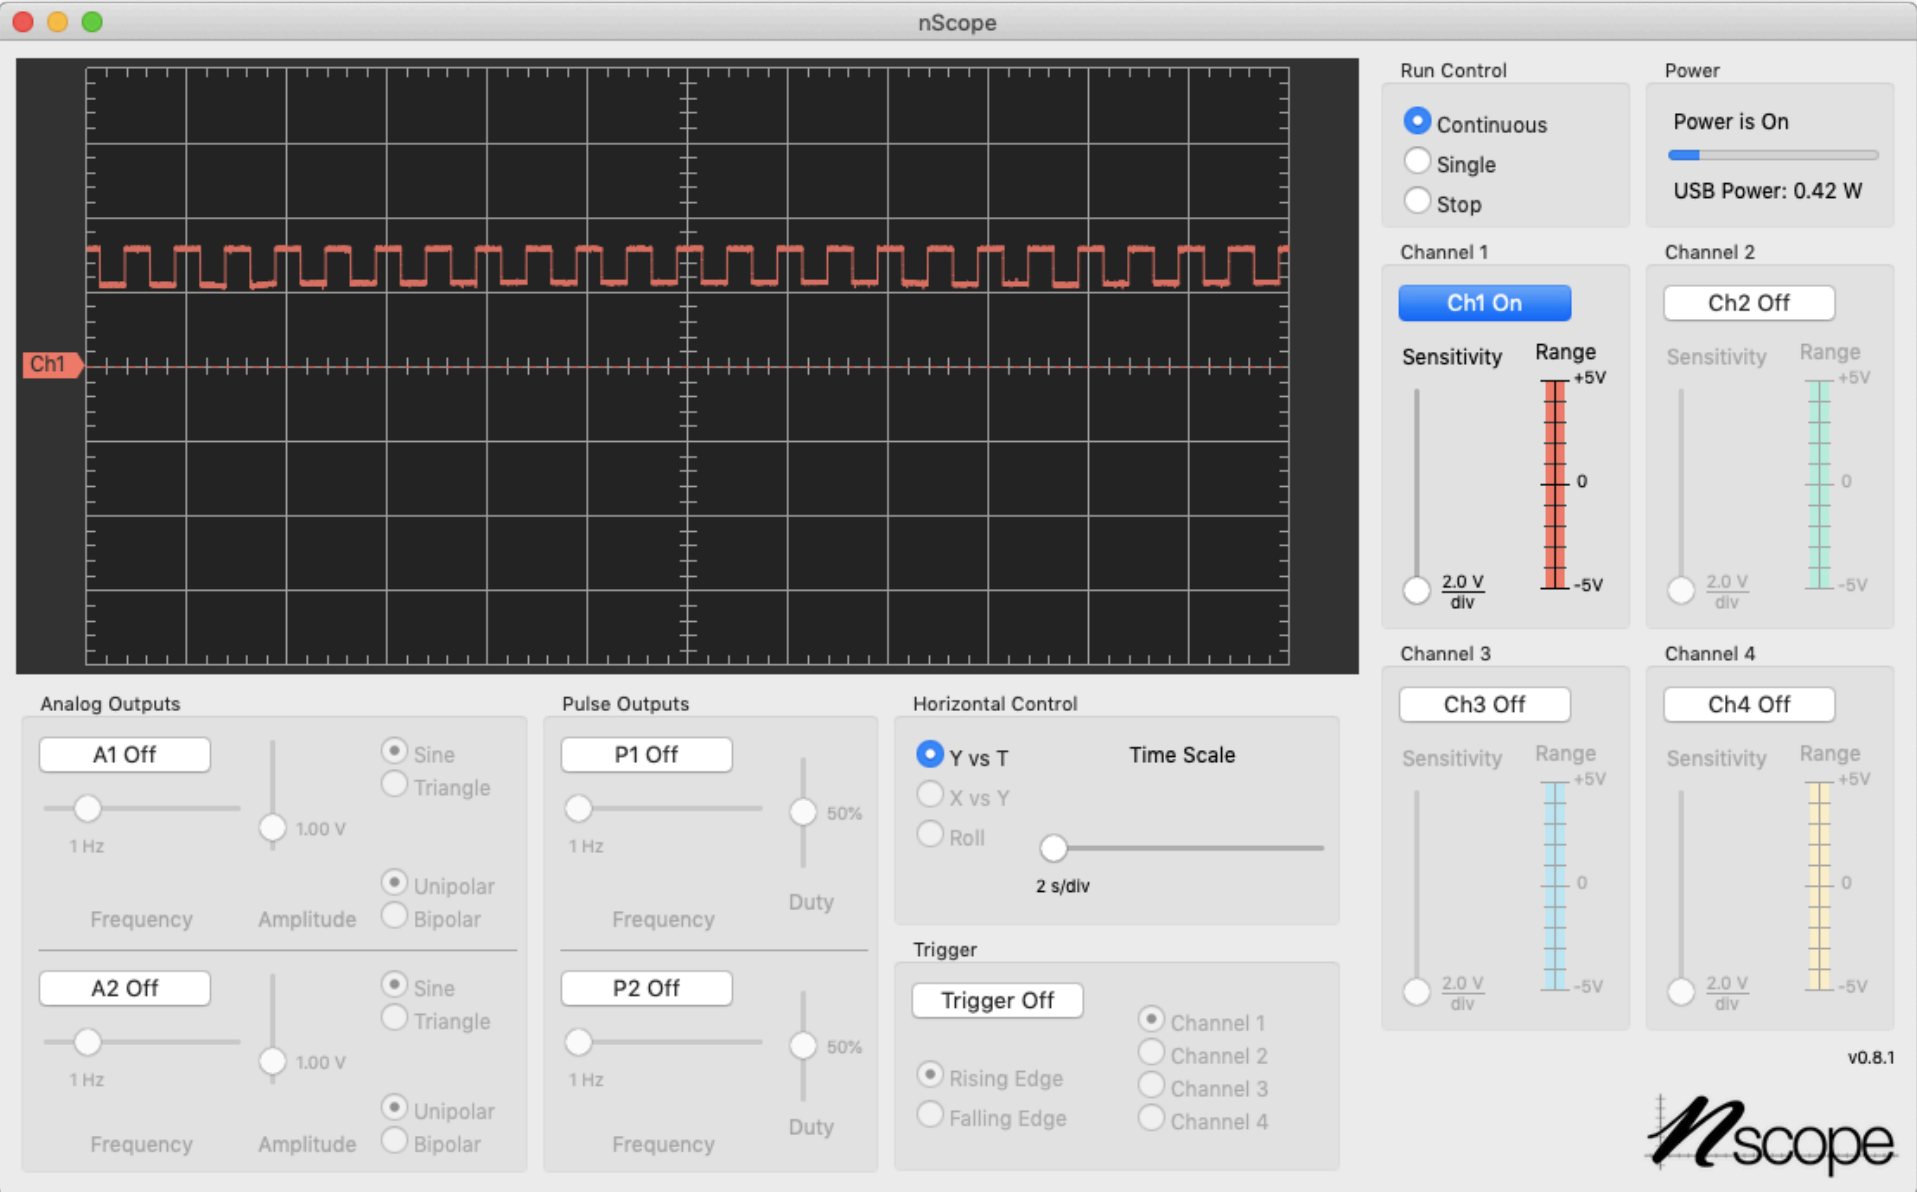 nScope
Ch1
Run Control
Continuous
Single
Stop
Power
Power is On
USB Power: 0.42 W
Channel 1
Ch1 On
Sensitivity
Range
+5V
0
-5V
2.0 V
div
Channel 2
Ch2 Off
Sensitivity
Range
+5V
0
-5V
2.0 V
div
Analog Outputs
A1 Off
Sine
Triangle
1 Hz
1.00 V
Unipolar
Bipolar
Frequency
Amplitude
A2 Off
Sine
Triangle
1 Hz
1.00 V
Unipolar
Bipolar
Frequency
Amplitude
Pulse Outputs
P1 Off
1 Hz
50%
Frequency
Duty
P2 Off
1 Hz
50%
Frequency
Duty
Horizontal Control
Y vs T
X vs Y
Roll
Time Scale
2 s/div
Trigger
Trigger Off
Rising Edge
Falling Edge
Channel 1
Channel 2
Channel 3
Channel 4
Channel 3
Ch3 Off
Sensitivity
Range
+5V
0
-5V
2.0 V
div
Channel 4
Ch4 Off
Sensitivity
Range
+5V
0
-5V
2.0 V
div
v0.8.1
nscope